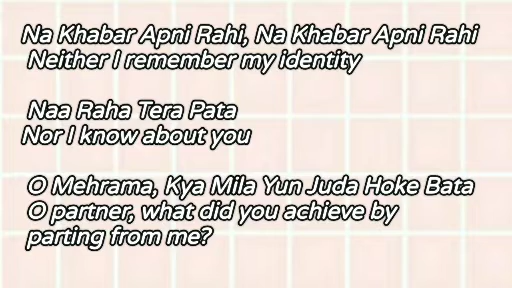 Na Khabar Apni Rahi, Na Khabar Apni Rahi
Neither I remember my identity
Naa Raha Tera Pata
Nor I know about you
O Mehrama, Kya Mila Yun Juda Hoke Bata
O partner, what did you achieve by
parting from me?